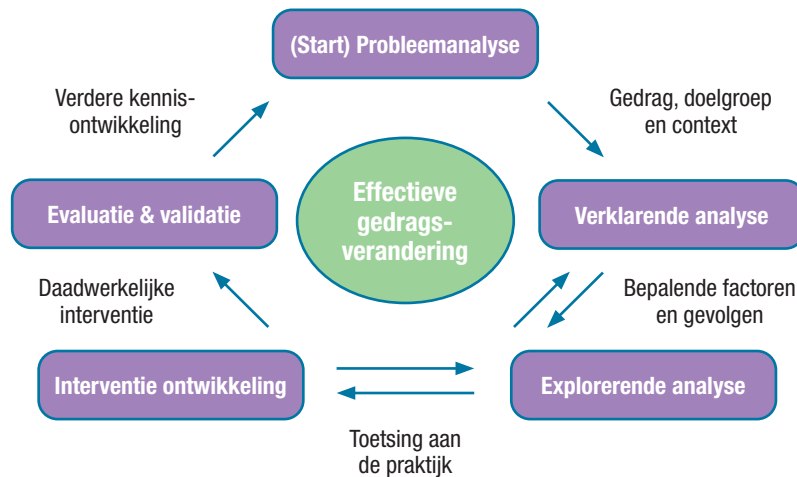 (Start) Probleemanalyse
Verdere kennis-
ontwikkeling
Gedrag, doelgroep
en context
Evaluatie & validatie
Effectieve
gedrags-
verandering
Verklarende analyse
Daadwerkelijke
interventie
Bepalende factoren
en gevolgen
Interventie ontwikkeling
Explorerende analyse
Toetsing aan
de praktijk